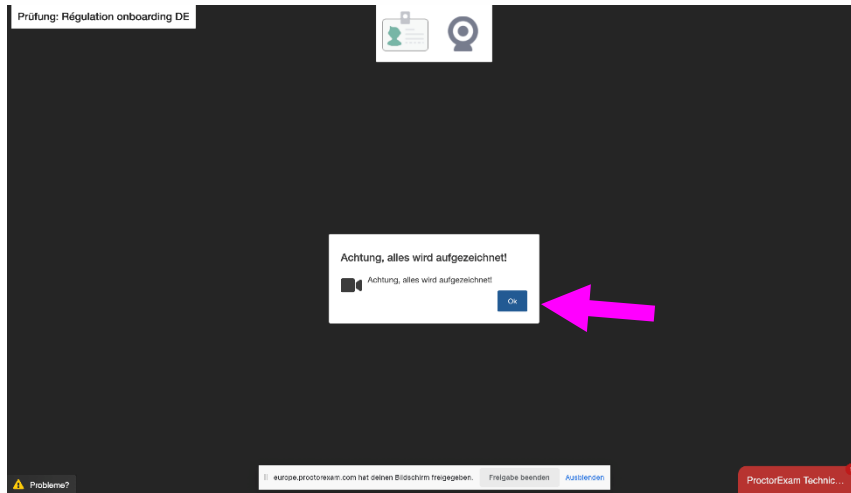 Prüfung: Régulation onboarding DE
Achtung, alles wird aufgezeichnet!
Achtung, alles wird aufgezeichnet!
Ok
europe.proctorexam.com hat deinen Bildschirm freigegeben. Freigabe beenden Ausblenden
Probleme?
ProctorExam Technic...